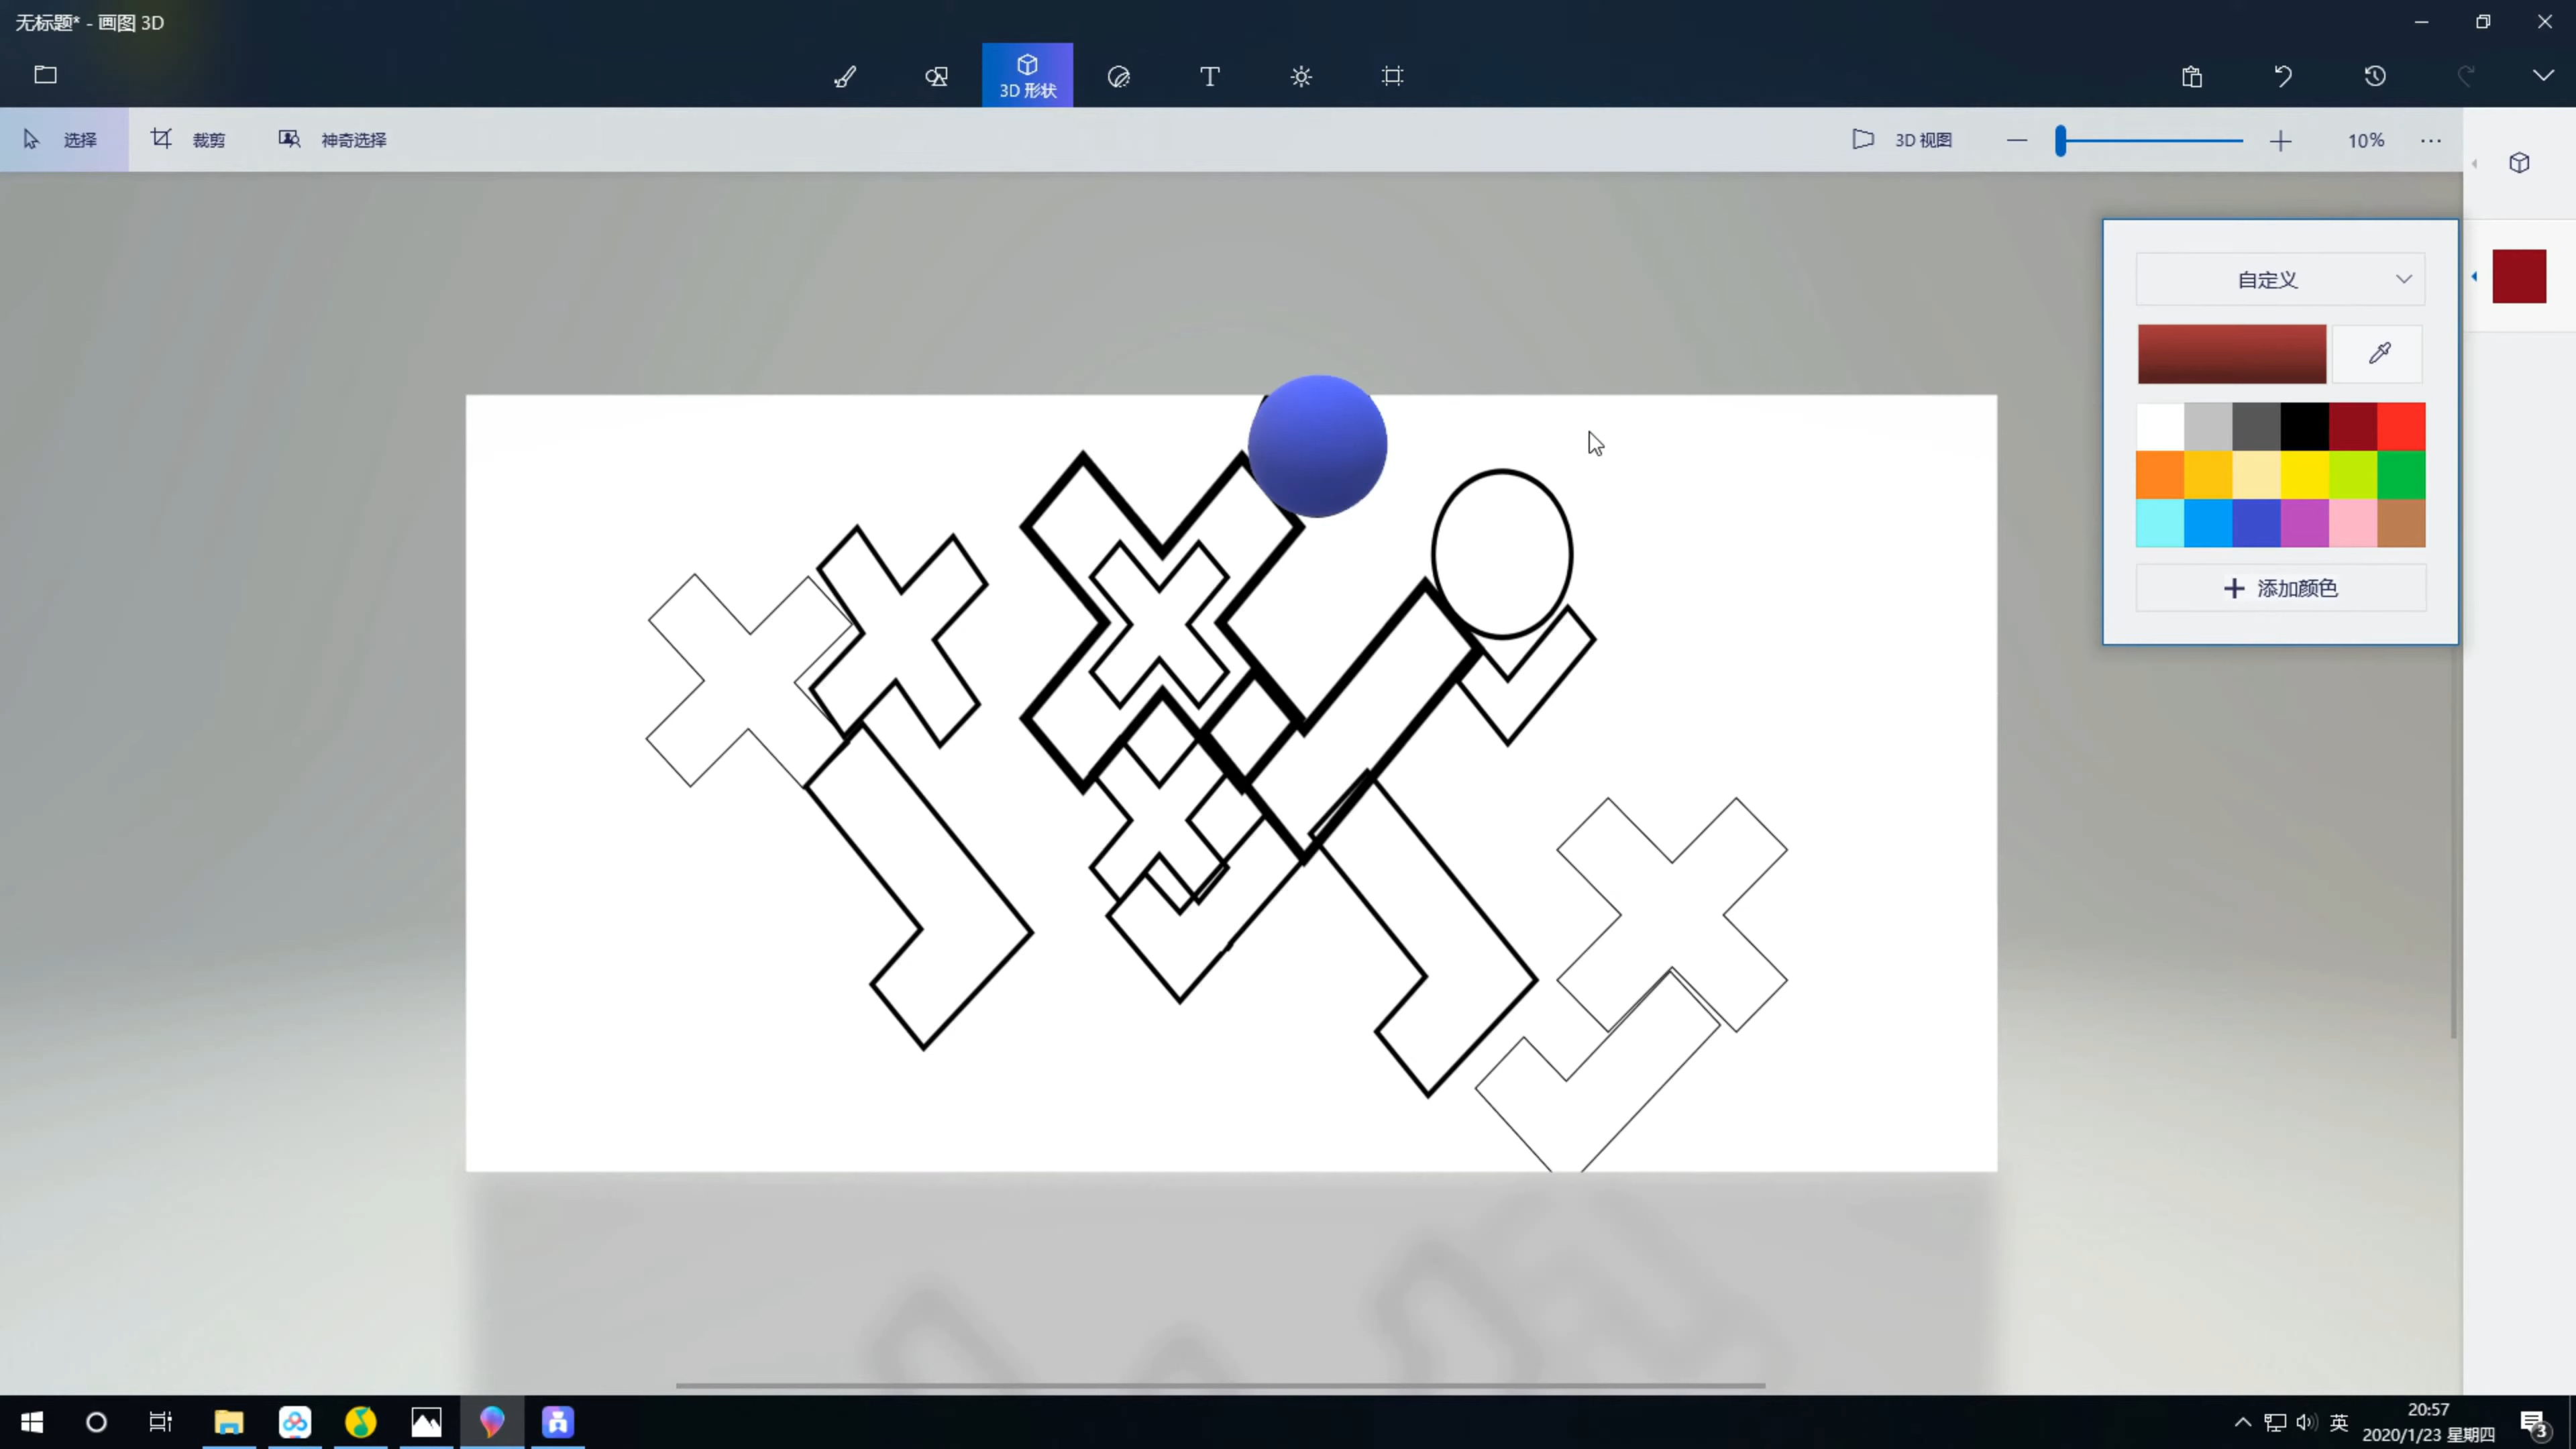 无标题* - 画图 3D
3D 形状
选择 裁剪 神奇选择 3D 视图 10%
自定义
添加颜色
英
20:57
2020/1/23 星期四
3